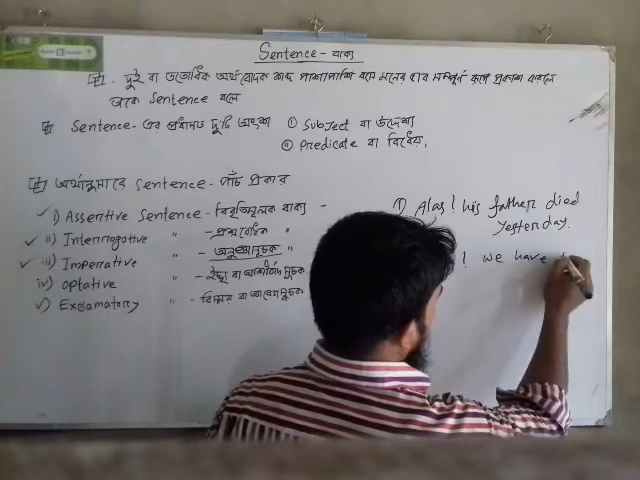 Sentence - বাক্য
দুই বা ততোধিক অর্থবোধক শব্দ পাশাপাশি বসে মনের ভাব সম্পূর্ণ রূপে প্রকাশ করলে
তাকে Sentence বলে
Sentence - এর প্রধানত দু'টি অংশ ① Subject বা উদ্দেশ্য
② Predicate বা বিধেয়,
অর্থানুসারে Sentence - পাঁচ প্রকার
i) Assertive Sentence - বিবৃতিমূলক বাক্য -
ii) Interrogative " - প্রশ্নবোধক "
iii) Imperative " - অনুজ্ঞাসূচক "
iv) Optative " - ইচ্ছা বা আশীর্বাদ সূচক
v) Exclamatory " - বিস্ময় বা আবেগসূচক
① Alas! his father died
yesterday.
! we have